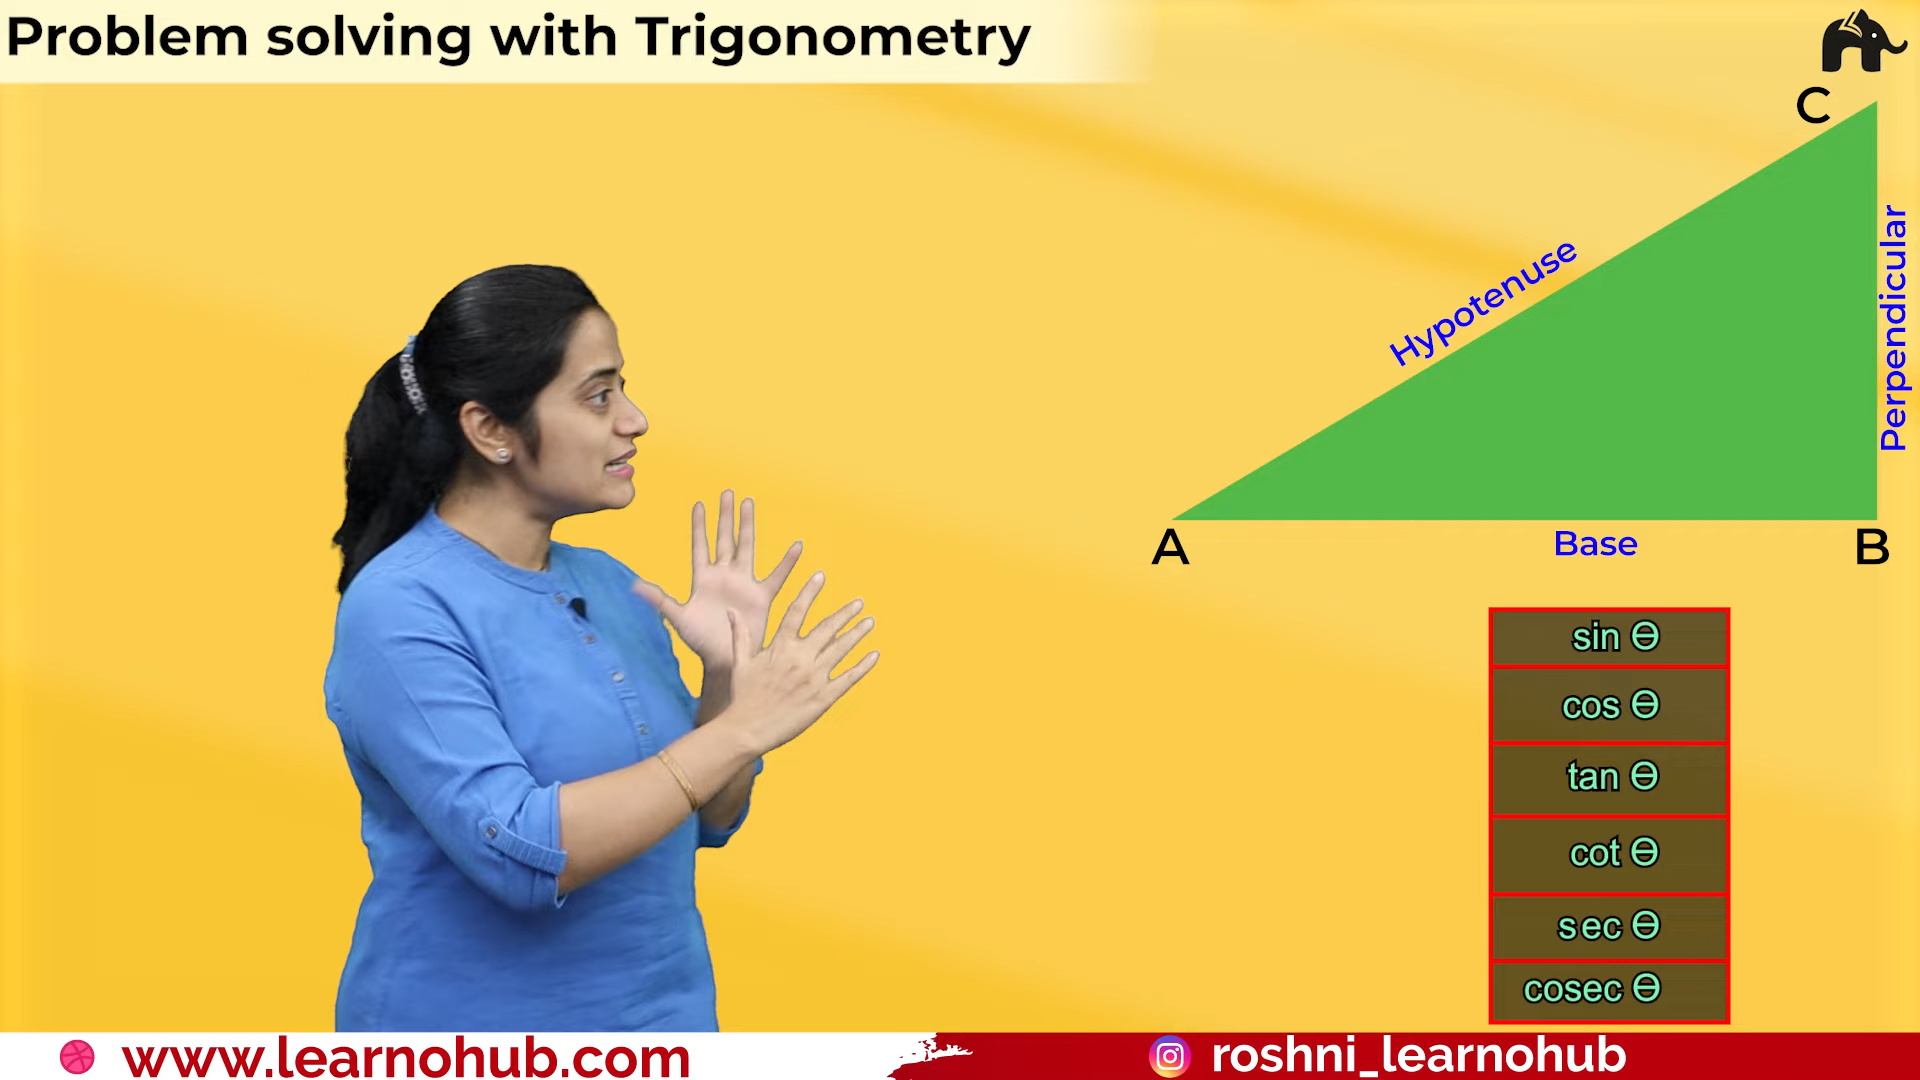 Problem solving with Trigonometry
C
Hypotenuse
Perpendicular
A
Base
B
sin Ɵ
cos Ɵ
tan Ɵ
cot Ɵ
sec Ɵ
cosec Ɵ
www.learnohub.com
roshni_learnohub